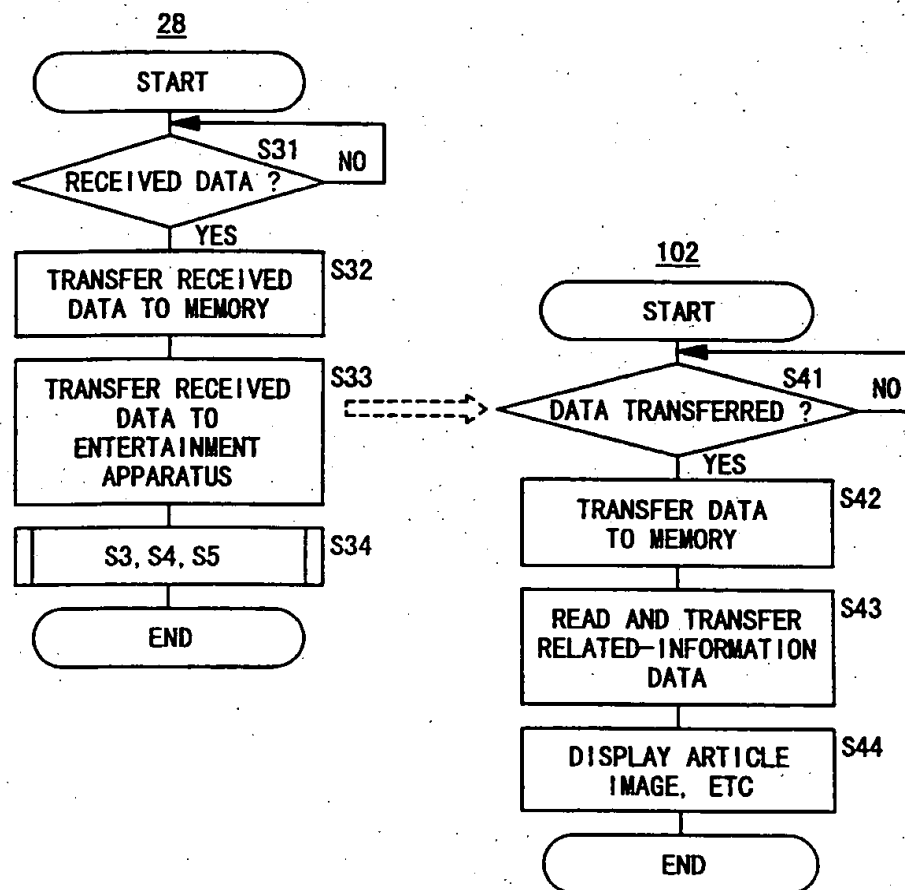 28
START
S31
NO
RECEIVED DATA ?
YES
TRANSFER RECEIVED
DATA TO MEMORY
S32
TRANSFER RECEIVED
DATA TO
ENTERTAINMENT
APPARATUS
S33
S3, S4, S5
S34
END
102
START
S41
NO
DATA TRANSFERRED ?
YES
TRANSFER DATA
TO MEMORY
S42
READ AND TRANSFER
RELATED-INFORMATION
DATA
S43
DISPLAY ARTICLE
IMAGE, ETC
S44
END